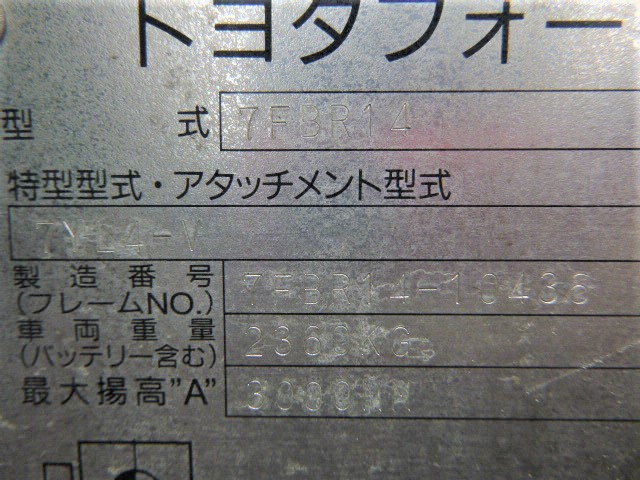 トヨタフォー
型 式 7FBR14
特型型式・アタッチメント型式
製造番号
(フレームNO.)
車両重量 2360KG
(バッテリー含む)
最大揚高"A" 3000